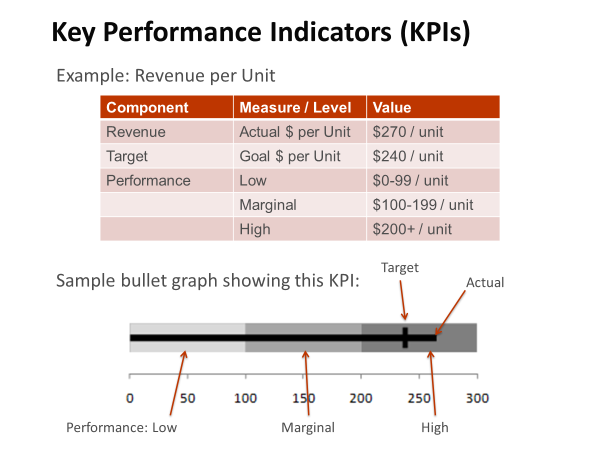 Key Performance Indicators (KPIs)
Example: Revenue per Unit
Component Measure / Level Value
Revenue Actual $ per Unit $270 / unit
Target Goal $ per Unit $240 / unit
Performance Low $0-99 / unit
Marginal $100-199 / unit
High $200+ / unit
Sample bullet graph showing this KPI:
Target
Actual
0 50 100 150 200 250 300
Performance: Low Marginal High